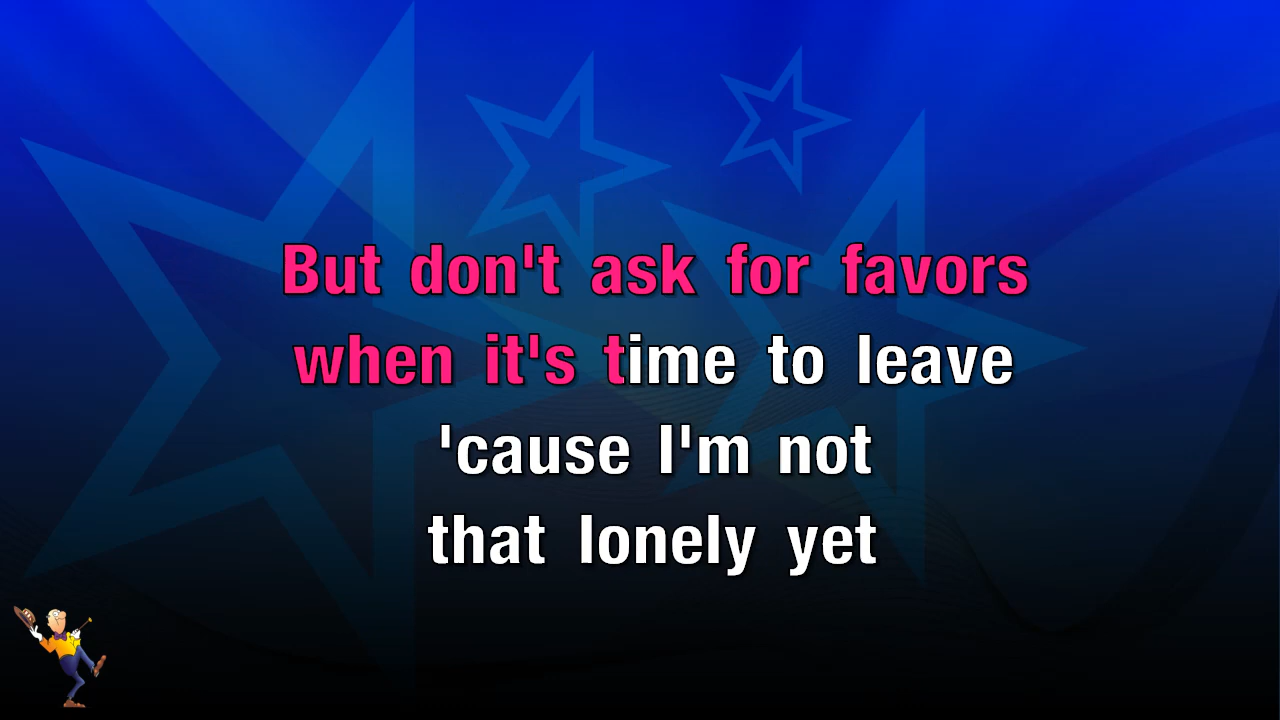 But don't ask for favors
when it's time to leave
'cause I'm not
that lonely yet